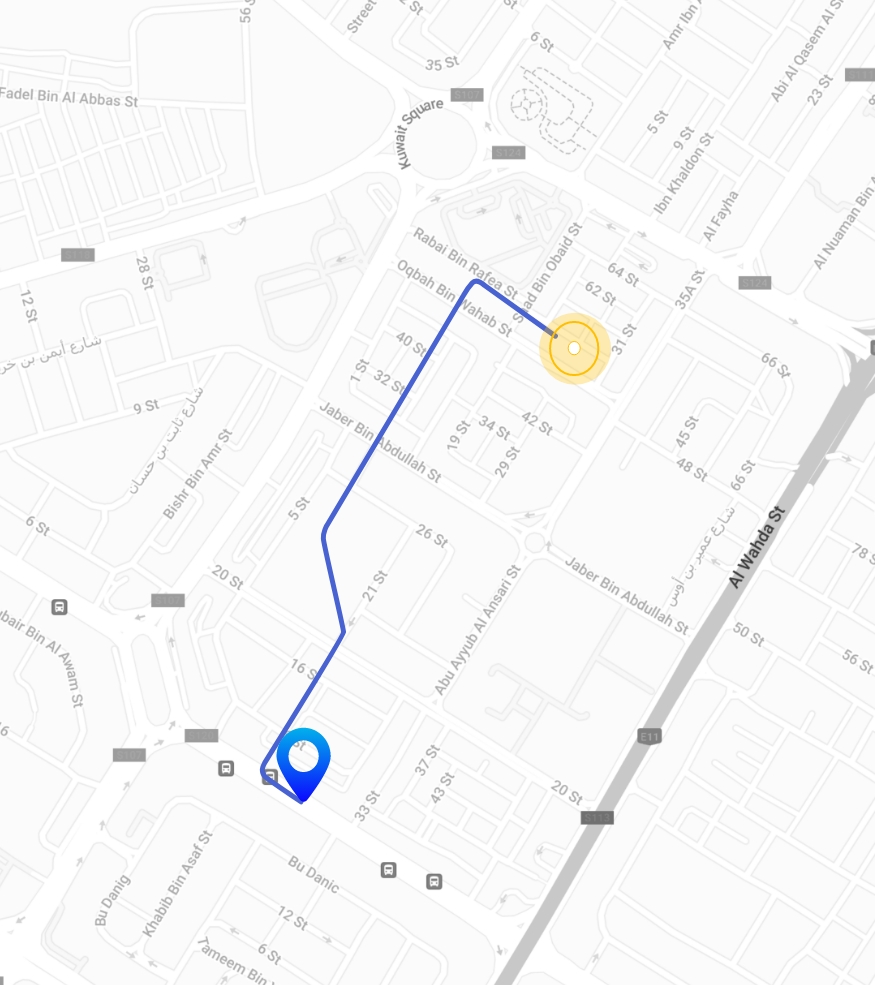 56 S
Street
St
St
6 St
Amr Ibn A
Abi Al Qasem Al S
35 St
S107
23 St
Fadel Bin Al Abbas St
Kuwait Square
5 St
9 St
Ibn Khaldon St
S124
Al Fayha
Al Nuaman Bin A
Rabai Bin Rafea St
Saad Bin Obaid St
28 St
Oqbah Bin Wahab St
64 St
62 St
35A St
S124
12 St
31 St
40 St
شارع أيمن بن خر
1 St
32 St
66 St
9 St
Jaber Bin Abdullah St
19 St
34 St
42 St
45 St
شارع ثابت بن حسان
Bishr Bin Amr St
29 St
48 St
66 St
5 St
6 St
26 St
شارع عمير بن أوس
Al Wahda St
78 S
20 St
21 St
Jaber Bin Abdullah St
ubair Bin Al Awam St
Abu Ayyub Al Ansari St
50 St
56 St
16 S
16
St
E11
37 St
43 St
20 St
33 St
Khabib Bin Asaf St
Bu Danig
Bu Danic
12 St
6 St
Tameem Bin